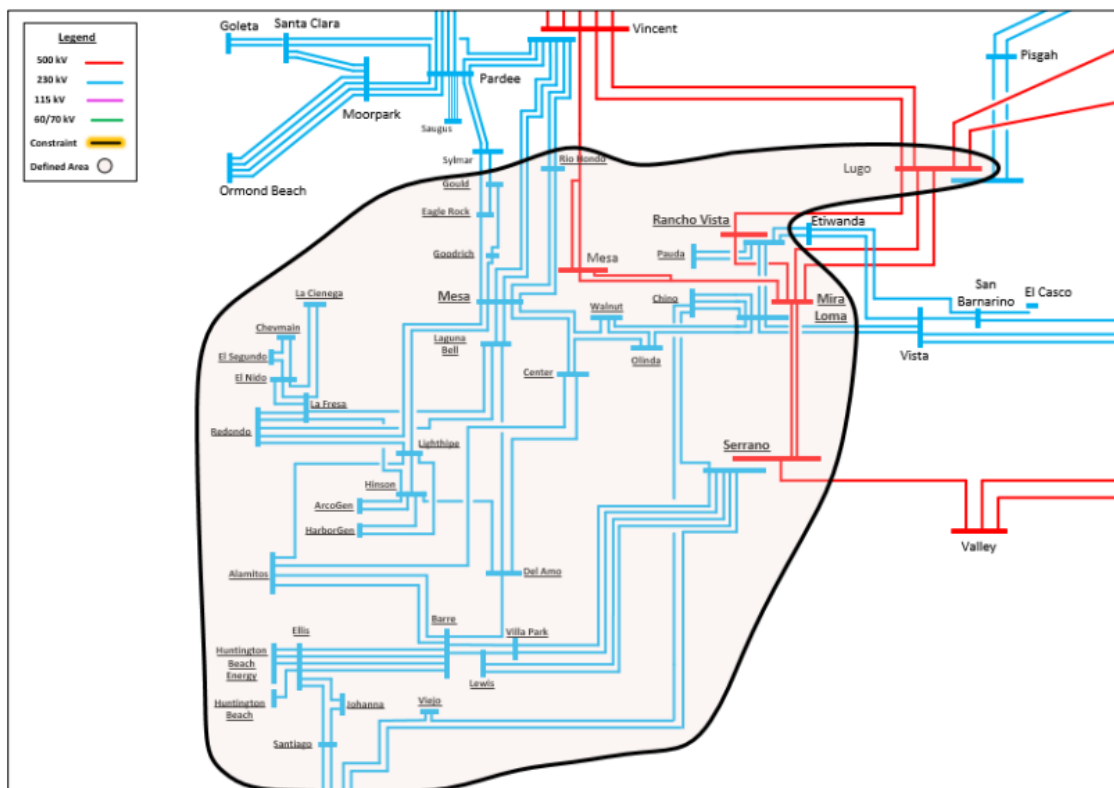 Legend
500 kV
230 kV
115 kV
60/70 kV
Constraint
Defined Area
Goleta
Santa Clara
Vincent
Pardee
Pisgah
Moorpark
Saugus
Sylmar
Ormond Beach
Rio Hondo
Lugo
Gould
Eagle Rock
Rancho Vista
Etiwanda
Goodrich
Pauda
Mesa
La Cienega
Mesa
Walnut
Chino
Mira
Loma
San
Barnarino
El Casco
Chevmain
Laguna
Bell
Vista
El Segundo
Olinda
El Nido
Center
La Fresa
Redondo
Lighthipe
Serrano
Hinson
ArcoGen
HarborGen
Valley
Alamitos
Del Amo
Barre
Ellis
Villa Park
Huntington
Beach
Energy
Lewis
Huntington
Beach
Johanna
Viejo
Santiago